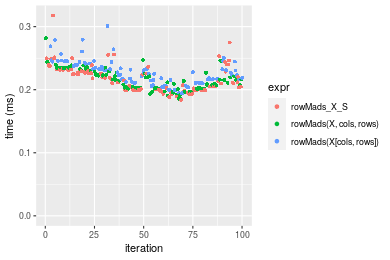 0.3
0.2
0.1
0.0
time (ms)
0
25
50
75
100
iteration
expr
rowMads_X_S
rowMads(X, cols, rows)
rowMads(X[cols, rows])